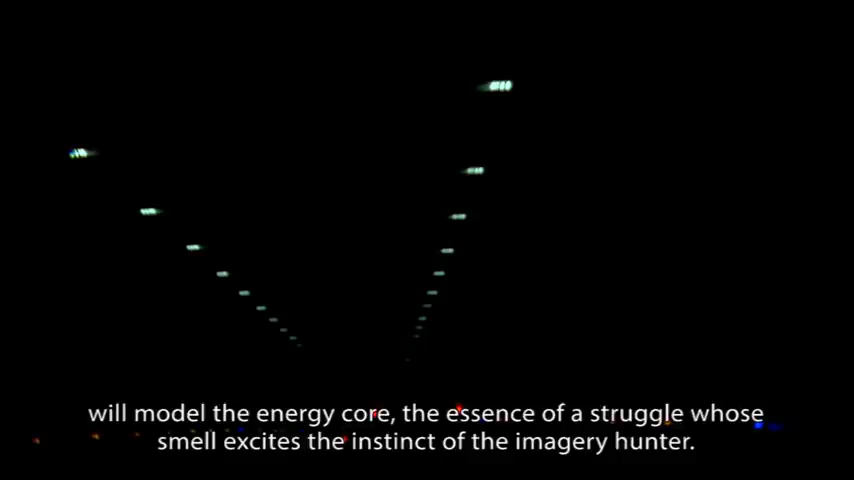 will model the energy core, the essence of a struggle whose
smell excites the instinct of the imagery hunter.